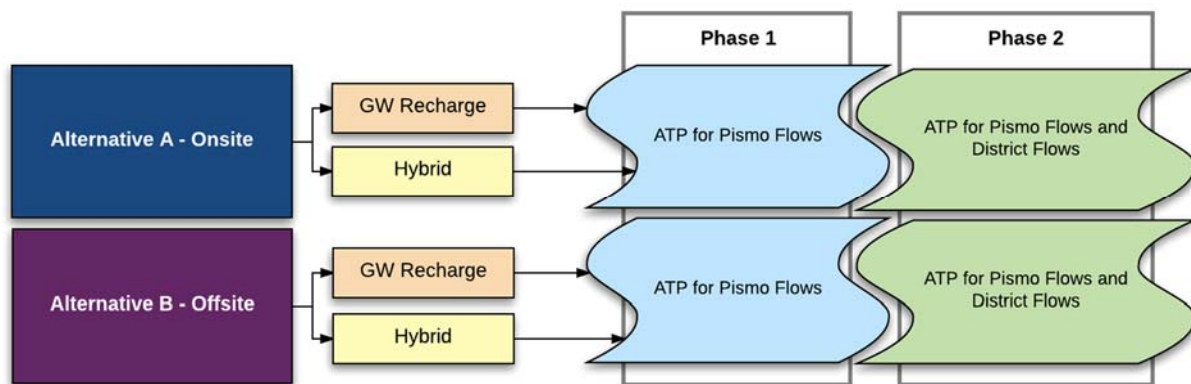 Phase 1
Phase 2
Alternative A - Onsite
GW Recharge
Hybrid
ATP for Pismo Flows
ATP for Pismo Flows and
District Flows
Alternative B - Offsite
GW Recharge
Hybrid
ATP for Pismo Flows
ATP for Pismo Flows and
District Flows